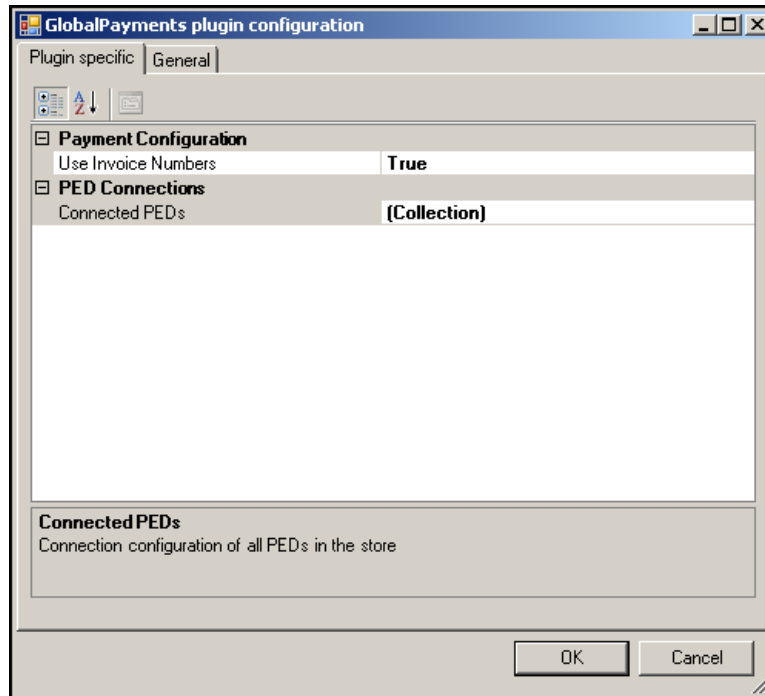 GlobalPayments plugin configuration
Plugin specific General
Payment Configuration
Use Invoice Numbers True
PED Connections
Connected PEDs (Collection)
Connected PEDs
Connection configuration of all PEDs in the store
OK Cancel